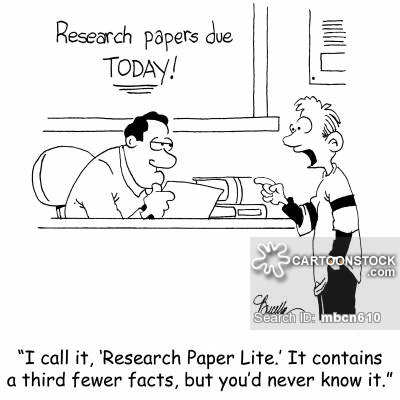 Research papers due
TODAY!
CARTOONSTOCK
.com
Search ID: mbcn610
“I call it, ‘Research Paper Lite.’ It contains
a third fewer facts, but you’d never know it.”